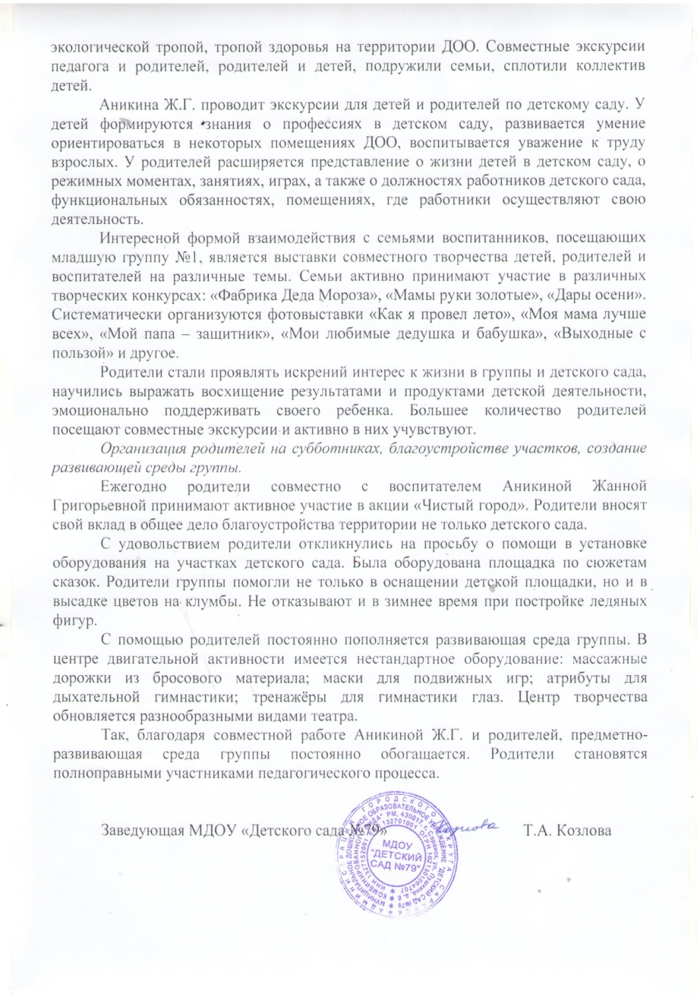 экологической тропой, тропой здоровья на территории ДОО. Совместные экскурсии
педагога и родителей, родителей и детей, подружили семьи, сплотили коллектив
детей.
Аникина Ж.Г. проводит экскурсии для детей и родителей по детскому саду. У
детей формируются знания о профессиях в детском саду, развивается умение
ориентироваться в некоторых помещениях ДОО, воспитывается уважение к труду
взрослых. У родителей расширяется представление о жизни детей в детском саду, о
режимных моментах, занятиях, играх, а также о должностях работников детского сада,
функциональных обязанностях, помещениях, где работники осуществляют свою
деятельность.
Интересной формой взаимодействия с семьями воспитанников, посещающих
младшую группу №1, является выставки совместного творчества детей, родителей и
воспитателей на различные темы. Семьи активно принимают участие в различных
творческих конкурсах: «Фабрика Деда Мороза», «Мамы руки золотые», «Дары осени».
Систематически организуются фотовыставки «Как я провел лето», «Моя мама лучше
всех», «Мой папа – защитник», «Мои любимые дедушка и бабушка», «Выходные с
пользой» и другое.
Родители стали проявлять искрений интерес к жизни в группы и детского сада,
научились выражать восхищение результатами и продуктами детской деятельности,
эмоционально поддерживать своего ребенка. Большее количество родителей
посещают совместные экскурсии и активно в них учувствуют.
Организация родителей на субботниках, благоустройстве участков, создание
развивающей среды группы.
Ежегодно родители совместно с воспитателем Аникиной Жанной
Григорьевной принимают активное участие в акции «Чистый город». Родители вносят
свой вклад в общее дело благоустройства территории не только детского сада.
С удовольствием родители откликнулись на просьбу о помощи в установке
оборудования на участках детского сада. Была оборудована площадка по сюжетам
сказок. Родители группы помогли не только в оснащении детской площадки, но и в
высадке цветов на клумбы. Не отказывают и в зимнее время при постройке ледяных
фигур.
С помощью родителей постоянно пополняется развивающая среда группы. В
центре двигательной активности имеется нестандартное оборудование: массажные
дорожки из бросового материала; маски для подвижных игр; атрибуты для
дыхательной гимнастики; тренажёры для гимнастики глаз. Центр творчества
обновляется разнообразными видами театра.
Так, благодаря совместной работе Аникиной Ж.Г. и родителей, предметно-
развивающая среда группы постоянно обогащается. Родители становятся
полноправными участниками педагогического процесса.
Заведующая МДОУ «Детского сада №79» Т.А. Козлова
МДОУ
"ДЕТСКИЙ
САД №79"